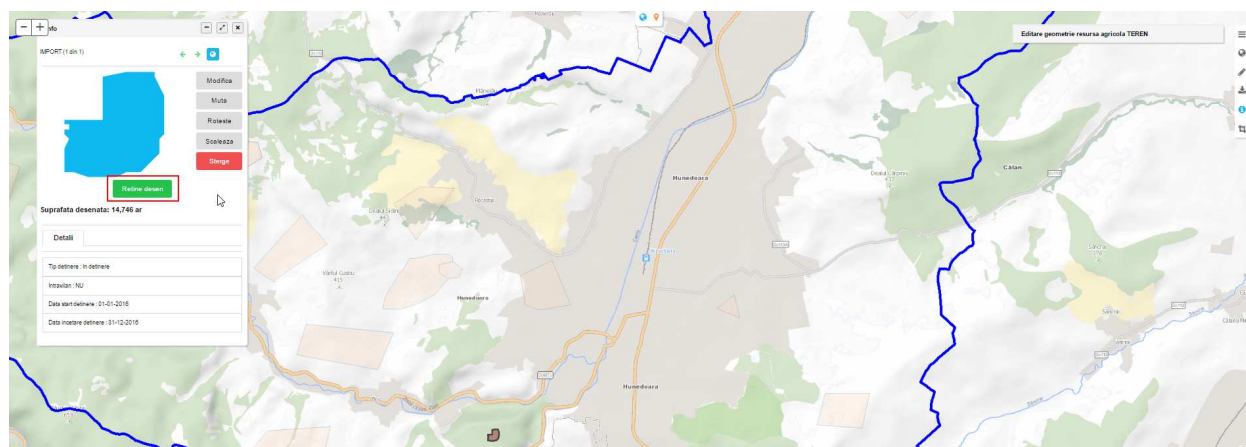 Info
IMPORT (1 din 1)
Modifica
Muta
Roteste
Scaleaza
Sterge
Retine desen
Suprafata desenata: 14,746 ar
Detalii
Tip detinere : In detinere
Intravilan : NU
Data start detinere : 01-01-2016
Data incetare detinere : 31-12-2016
Editare geometrie resursa agricola TEREN
Hunedoara
Călan
Hunedoara
Hunedoara